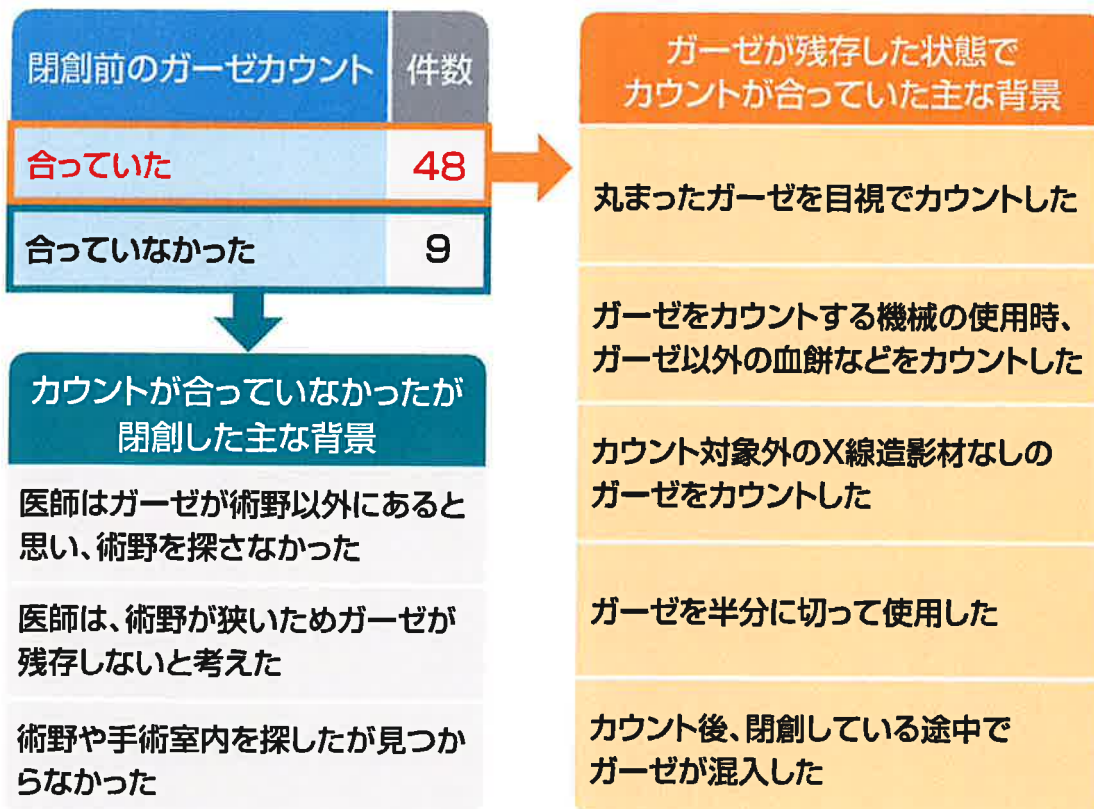 閉創前のガーゼカウント 件数
合っていた 48
合っていなかった 9
カウントが合っていなかったが
閉創した主な背景
医師はガーゼが術野以外にあると
思い、術野を探さなかった
医師は、術野が狭いためガーゼが
残存しないと考えた
術野や手術室内を探したが見つか
らなかった
ガーゼが残存した状態で
カウントが合っていた主な背景
丸まったガーゼを目視でカウントした
ガーゼをカウントする機械の使用時、
ガーゼ以外の血餅などをカウントした
カウント対象外のX線造影材なしの
ガーゼをカウントした
ガーゼを半分に切って使用した
カウント後、閉創している途中で
ガーゼが混入した